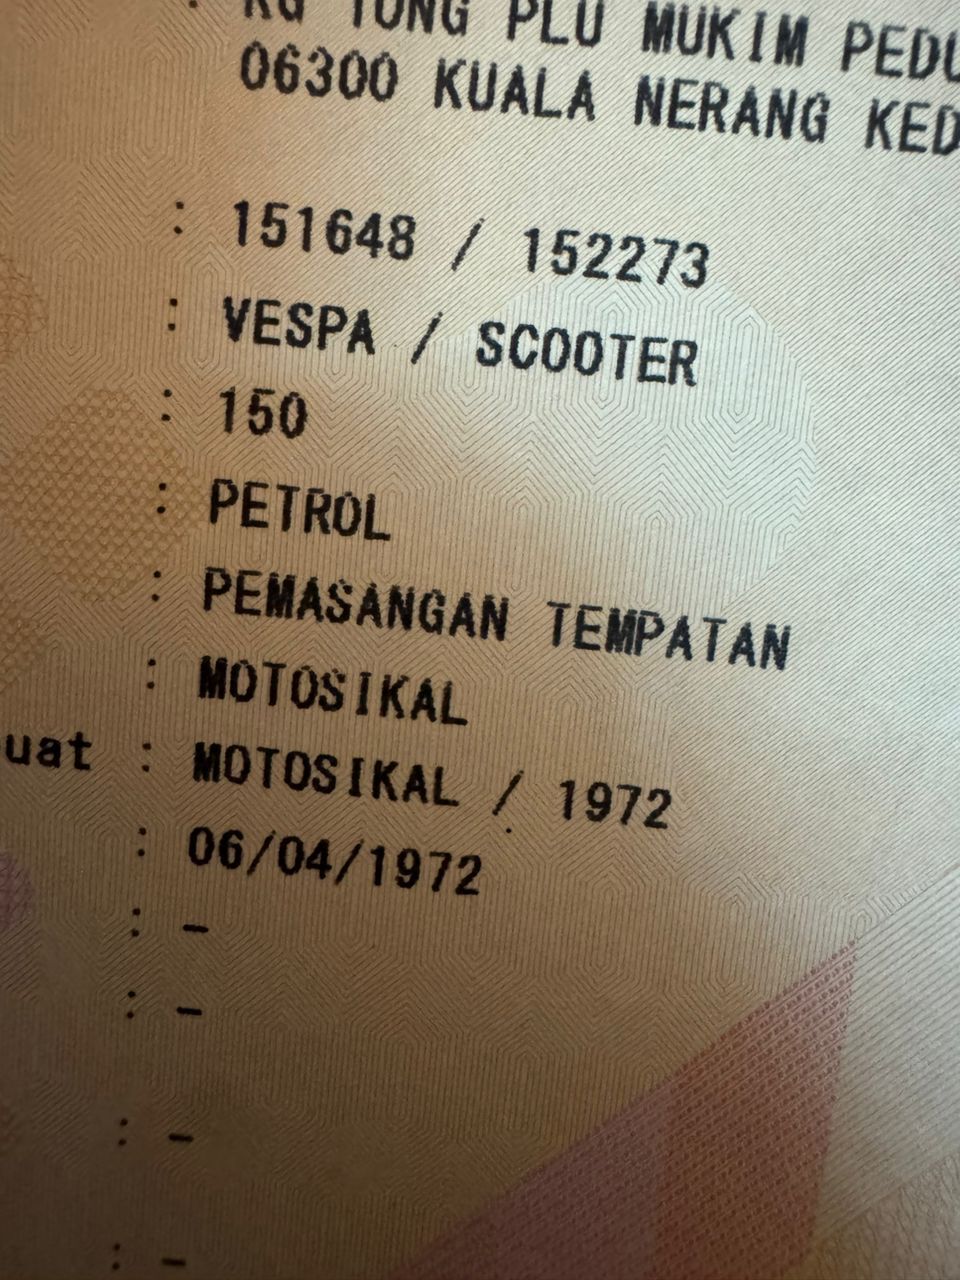 : KG TONG PLU MUKIM PEDU
06300 KUALA NERANG KED
: 151648 / 152273
: VESPA / SCOOTER
: 150
: PETROL
: PEMASANGAN TEMPATAN
: MOTOSIKAL
uat : MOTOSIKAL / 1972
: 06/04/1972
: -
: -
: -
: -